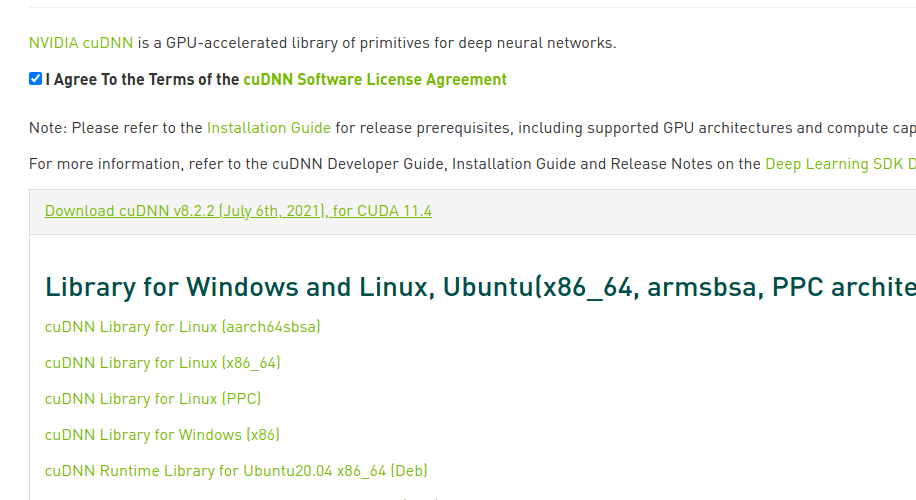 NVIDIA cuDNN is a GPU-accelerated library of primitives for deep neural networks.
I Agree To the Terms of the cuDNN Software License Agreement
Note: Please refer to the Installation Guide for release prerequisites, including supported GPU architectures and compute cap
For more information, refer to the cuDNN Developer Guide, Installation Guide and Release Notes on the Deep Learning SDK D
Download cuDNN v8.2.2 (July 6th, 2021), for CUDA 11.4
Library for Windows and Linux, Ubuntu(x86_64, armsbsa, PPC archite
cuDNN Library for Linux (aarch64sbsa)
cuDNN Library for Linux (x86_64)
cuDNN Library for Linux (PPC)
cuDNN Library for Windows (x86)
cuDNN Runtime Library for Ubuntu20.04 x86_64 (Deb)